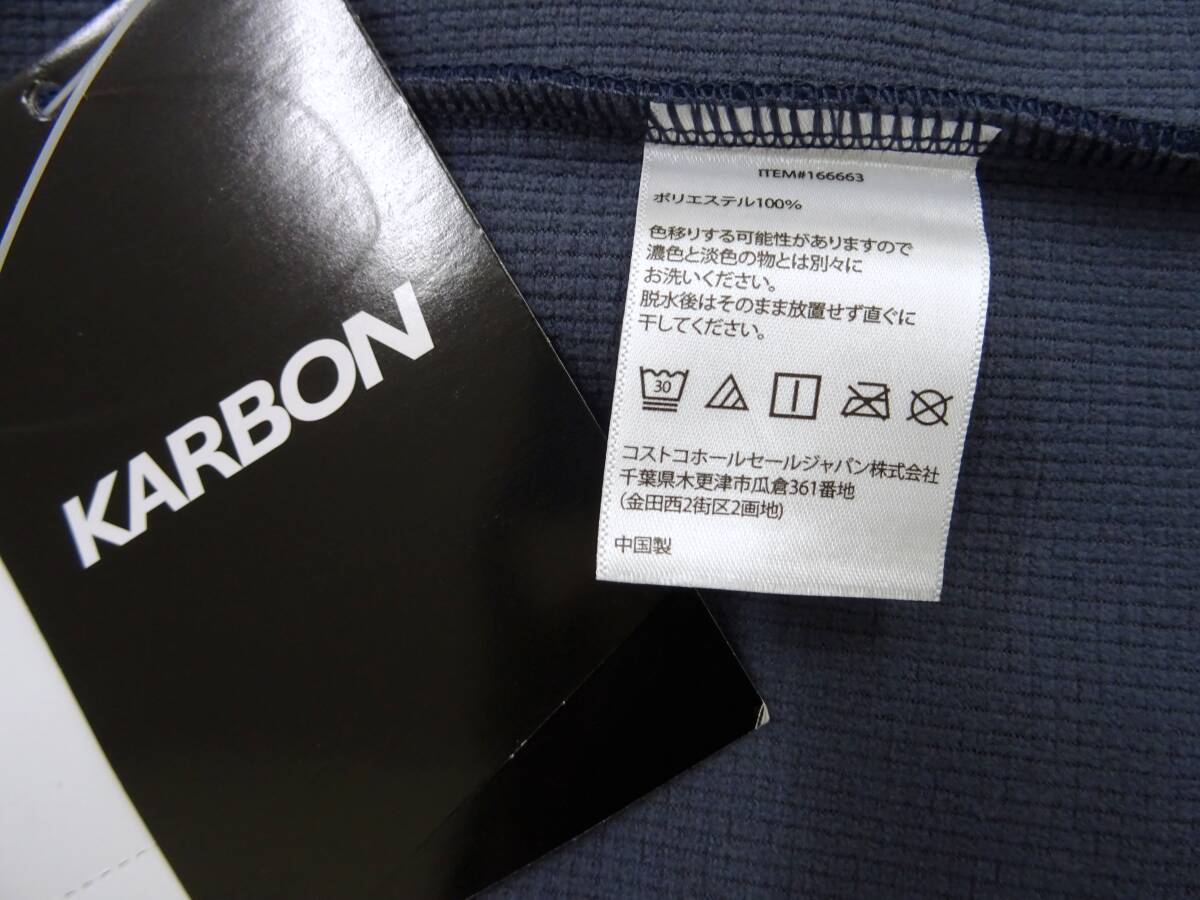 KARBON
ITEM#166663
ポリエステル100%
色移りする可能性がありますので
濃色と淡色の物とは別々に
お洗いください。
脱水後はそのまま放置せず直ぐに
干してください。
30
コストコホールセールジャパン株式会社
千葉県木更津市瓜倉361番地
(金田西2街区2画地)
中国製